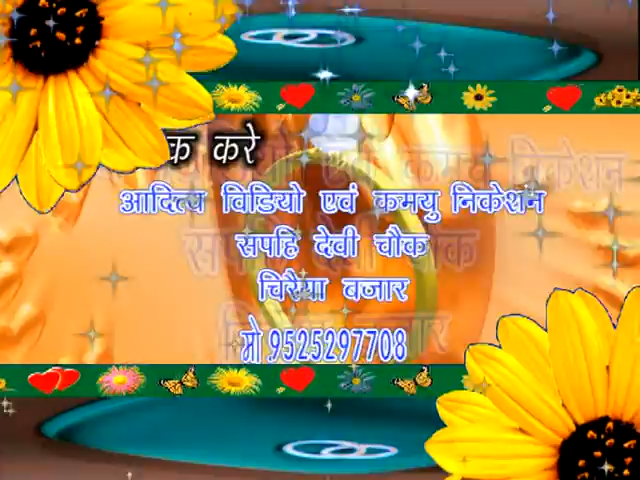 क करे
आदित्य विडियो एवं कमयु निकेशन
सपहि देवी चौक
चिरैया बजार
मो.9525297708